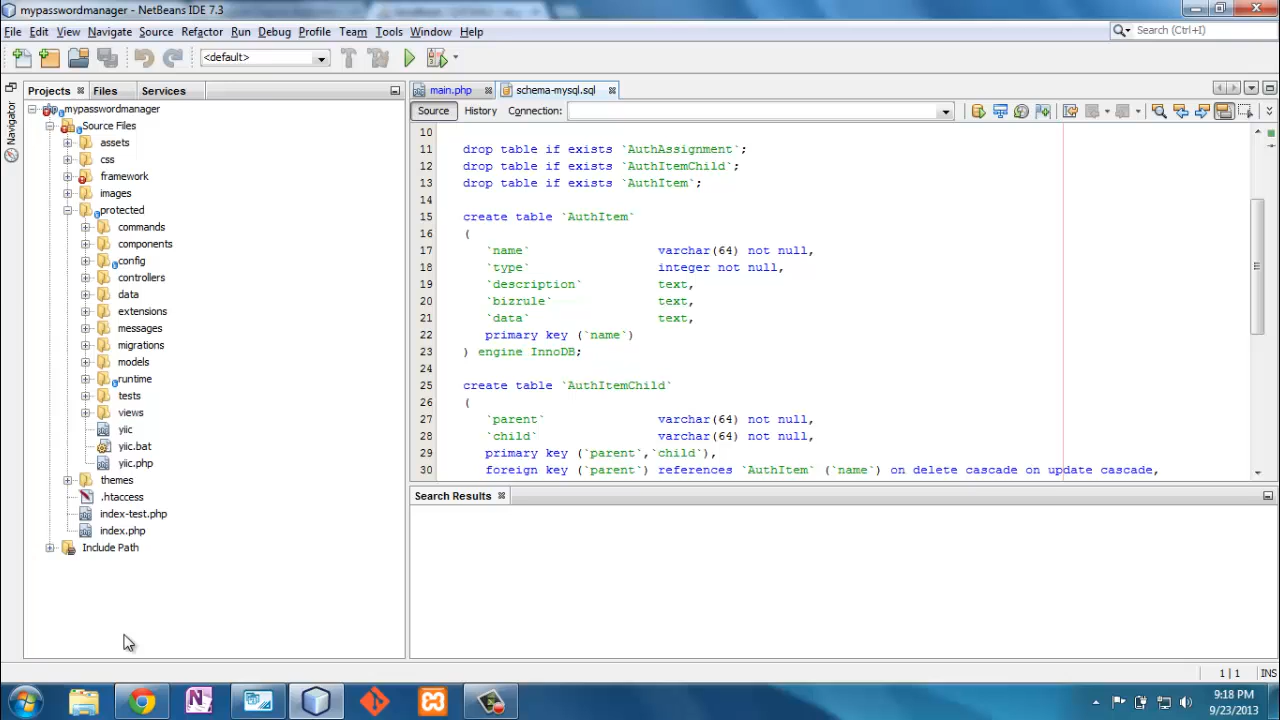 mypasswordmanager - NetBeans IDE 7.3
File Edit View Navigate Source Refactor Run Debug Profile Team Tools Window Help
Search (Ctrl+I)
<default>
Projects Files Services
main.php schema-mysql.sql
Navigator
Source History Connection:
mypasswordmanager
Source Files
assets
css
framework
images
protected
commands
components
config
controllers
data
extensions
messages
migrations
models
runtime
tests
views
yiic
yiic.bat
yiic.php
themes
.htaccess
index-test.php
index.php
Include Path
10
11 drop table if exists `AuthAssignment`;
12 drop table if exists `AuthItemChild`;
13 drop table if exists `AuthItem`;
14
15 create table `AuthItem`
16 (
17 `name` varchar(64) not null,
18 `type` integer not null,
19 `description` text,
20 `bizrule` text,
21 `data` text,
22 primary key (`name`)
23 ) engine InnoDB;
24
25 create table `AuthItemChild`
26 (
27 `parent` varchar(64) not null,
28 `child` varchar(64) not null,
29 primary key (`parent`,`child`),
30 foreign key (`parent`) references `AuthItem` (`name`) on delete cascade on update cascade,
Search Results
1 | 1 INS
9:18 PM
9/23/2013